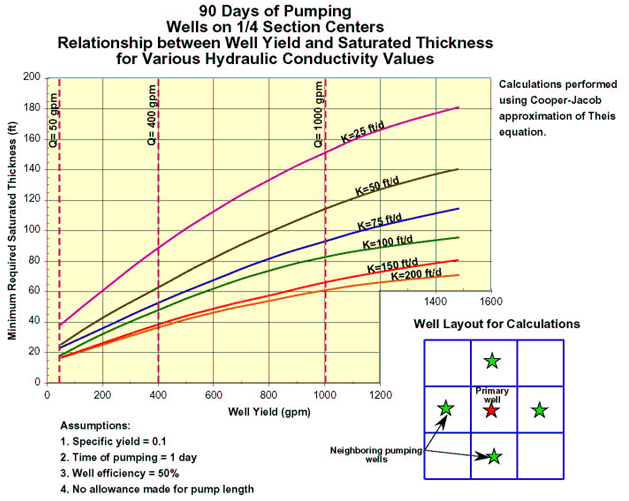 90 Days of Pumping
Wells on 1/4 Section Centers
Relationship between Well Yield and Saturated Thickness
for Various Hydraulic Conductivity Values
Minimum Required Saturated Thickness (ft)
200
180
160
140
120
100
80
60
40
20
0
Q= 50 gpm
Q= 400 gpm
Q= 1000 gpm
K=25 ft/d
K=50 ft/d
K=75 ft/d
K=100 ft/d
K=150 ft/d
K=200 ft/d
0
200
400
600
800
1000
1200
1400
1600
Well Yield (gpm)
Calculations performed
using Cooper-Jacob
approximation of Theis
equation.
Well Layout for Calculations
Primary
well
Neighboring pumping
wells
Assumptions:
1. Specific yield = 0.1
2. Time of pumping = 1 day
3. Well efficiency = 50%
4. No allowance made for pump length